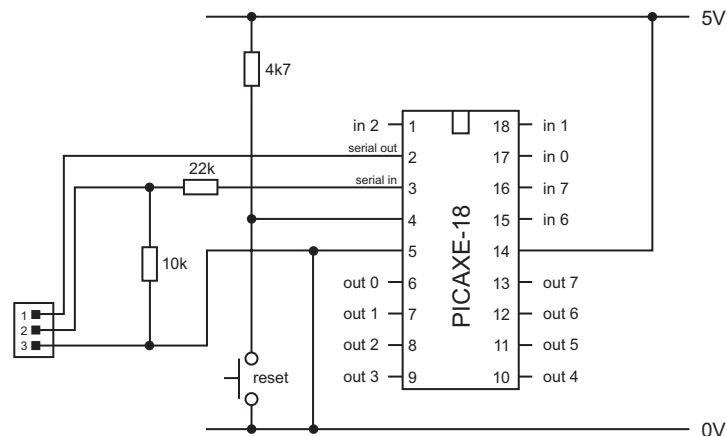 5V
4k7
in 2 1 18 in 1
serial out
2 17 in 0
22k
serial in
3 16 in 7
4 15 in 6
5 14
10k
PICAXE-18
out 0 6 13 out 7
out 1 7 12 out 6
1
2
out 2 8 11 out 5
3
reset
out 3 9 10 out 4
0V